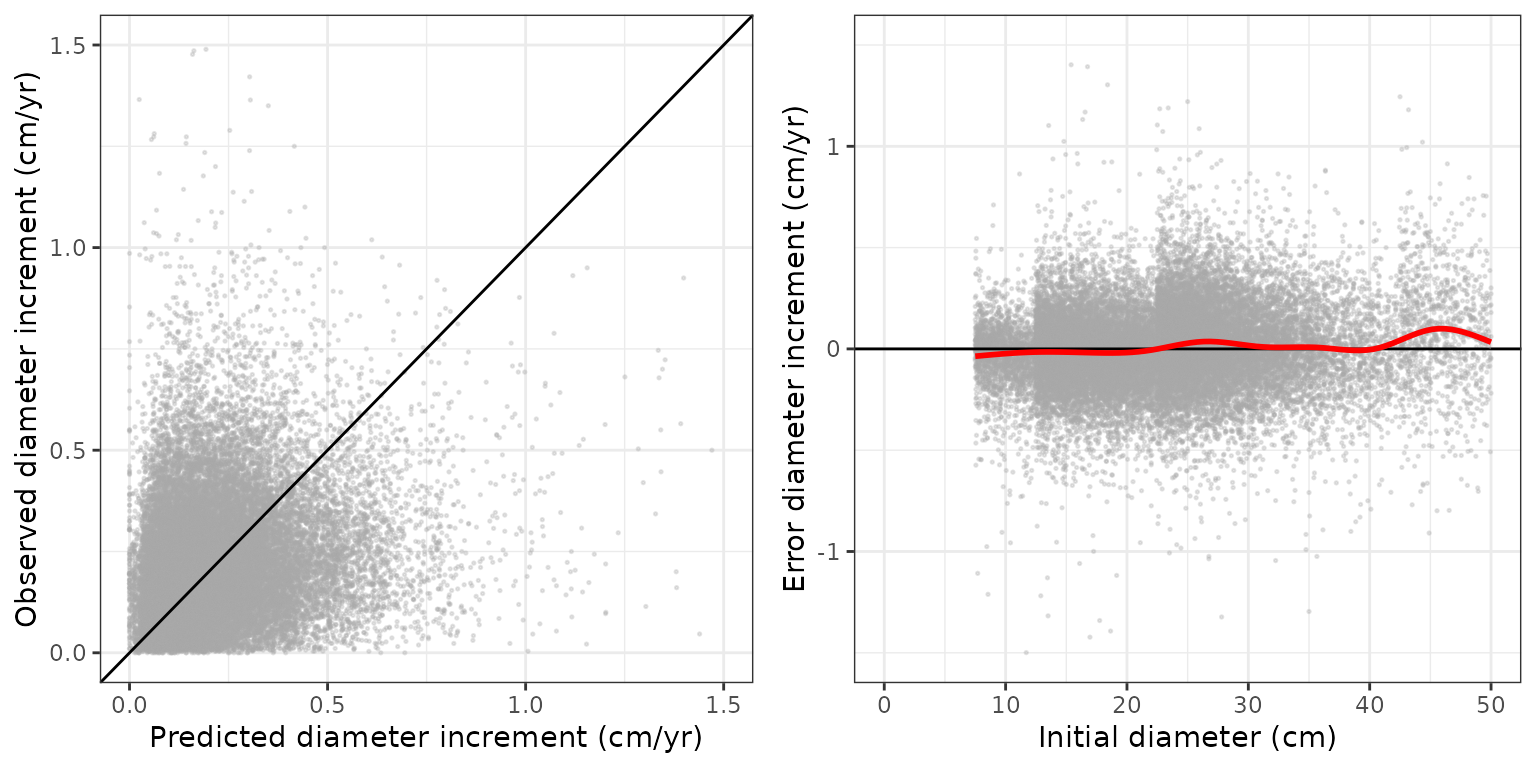 Observed diameter increment (cm/yr)
1.5
1.0
0.5
0.0
0.0 0.5 1.0 1.5
Predicted diameter increment (cm/yr)
Error diameter increment (cm/yr)
1
0
-1
0 10 20 30 40 50
Initial diameter (cm)